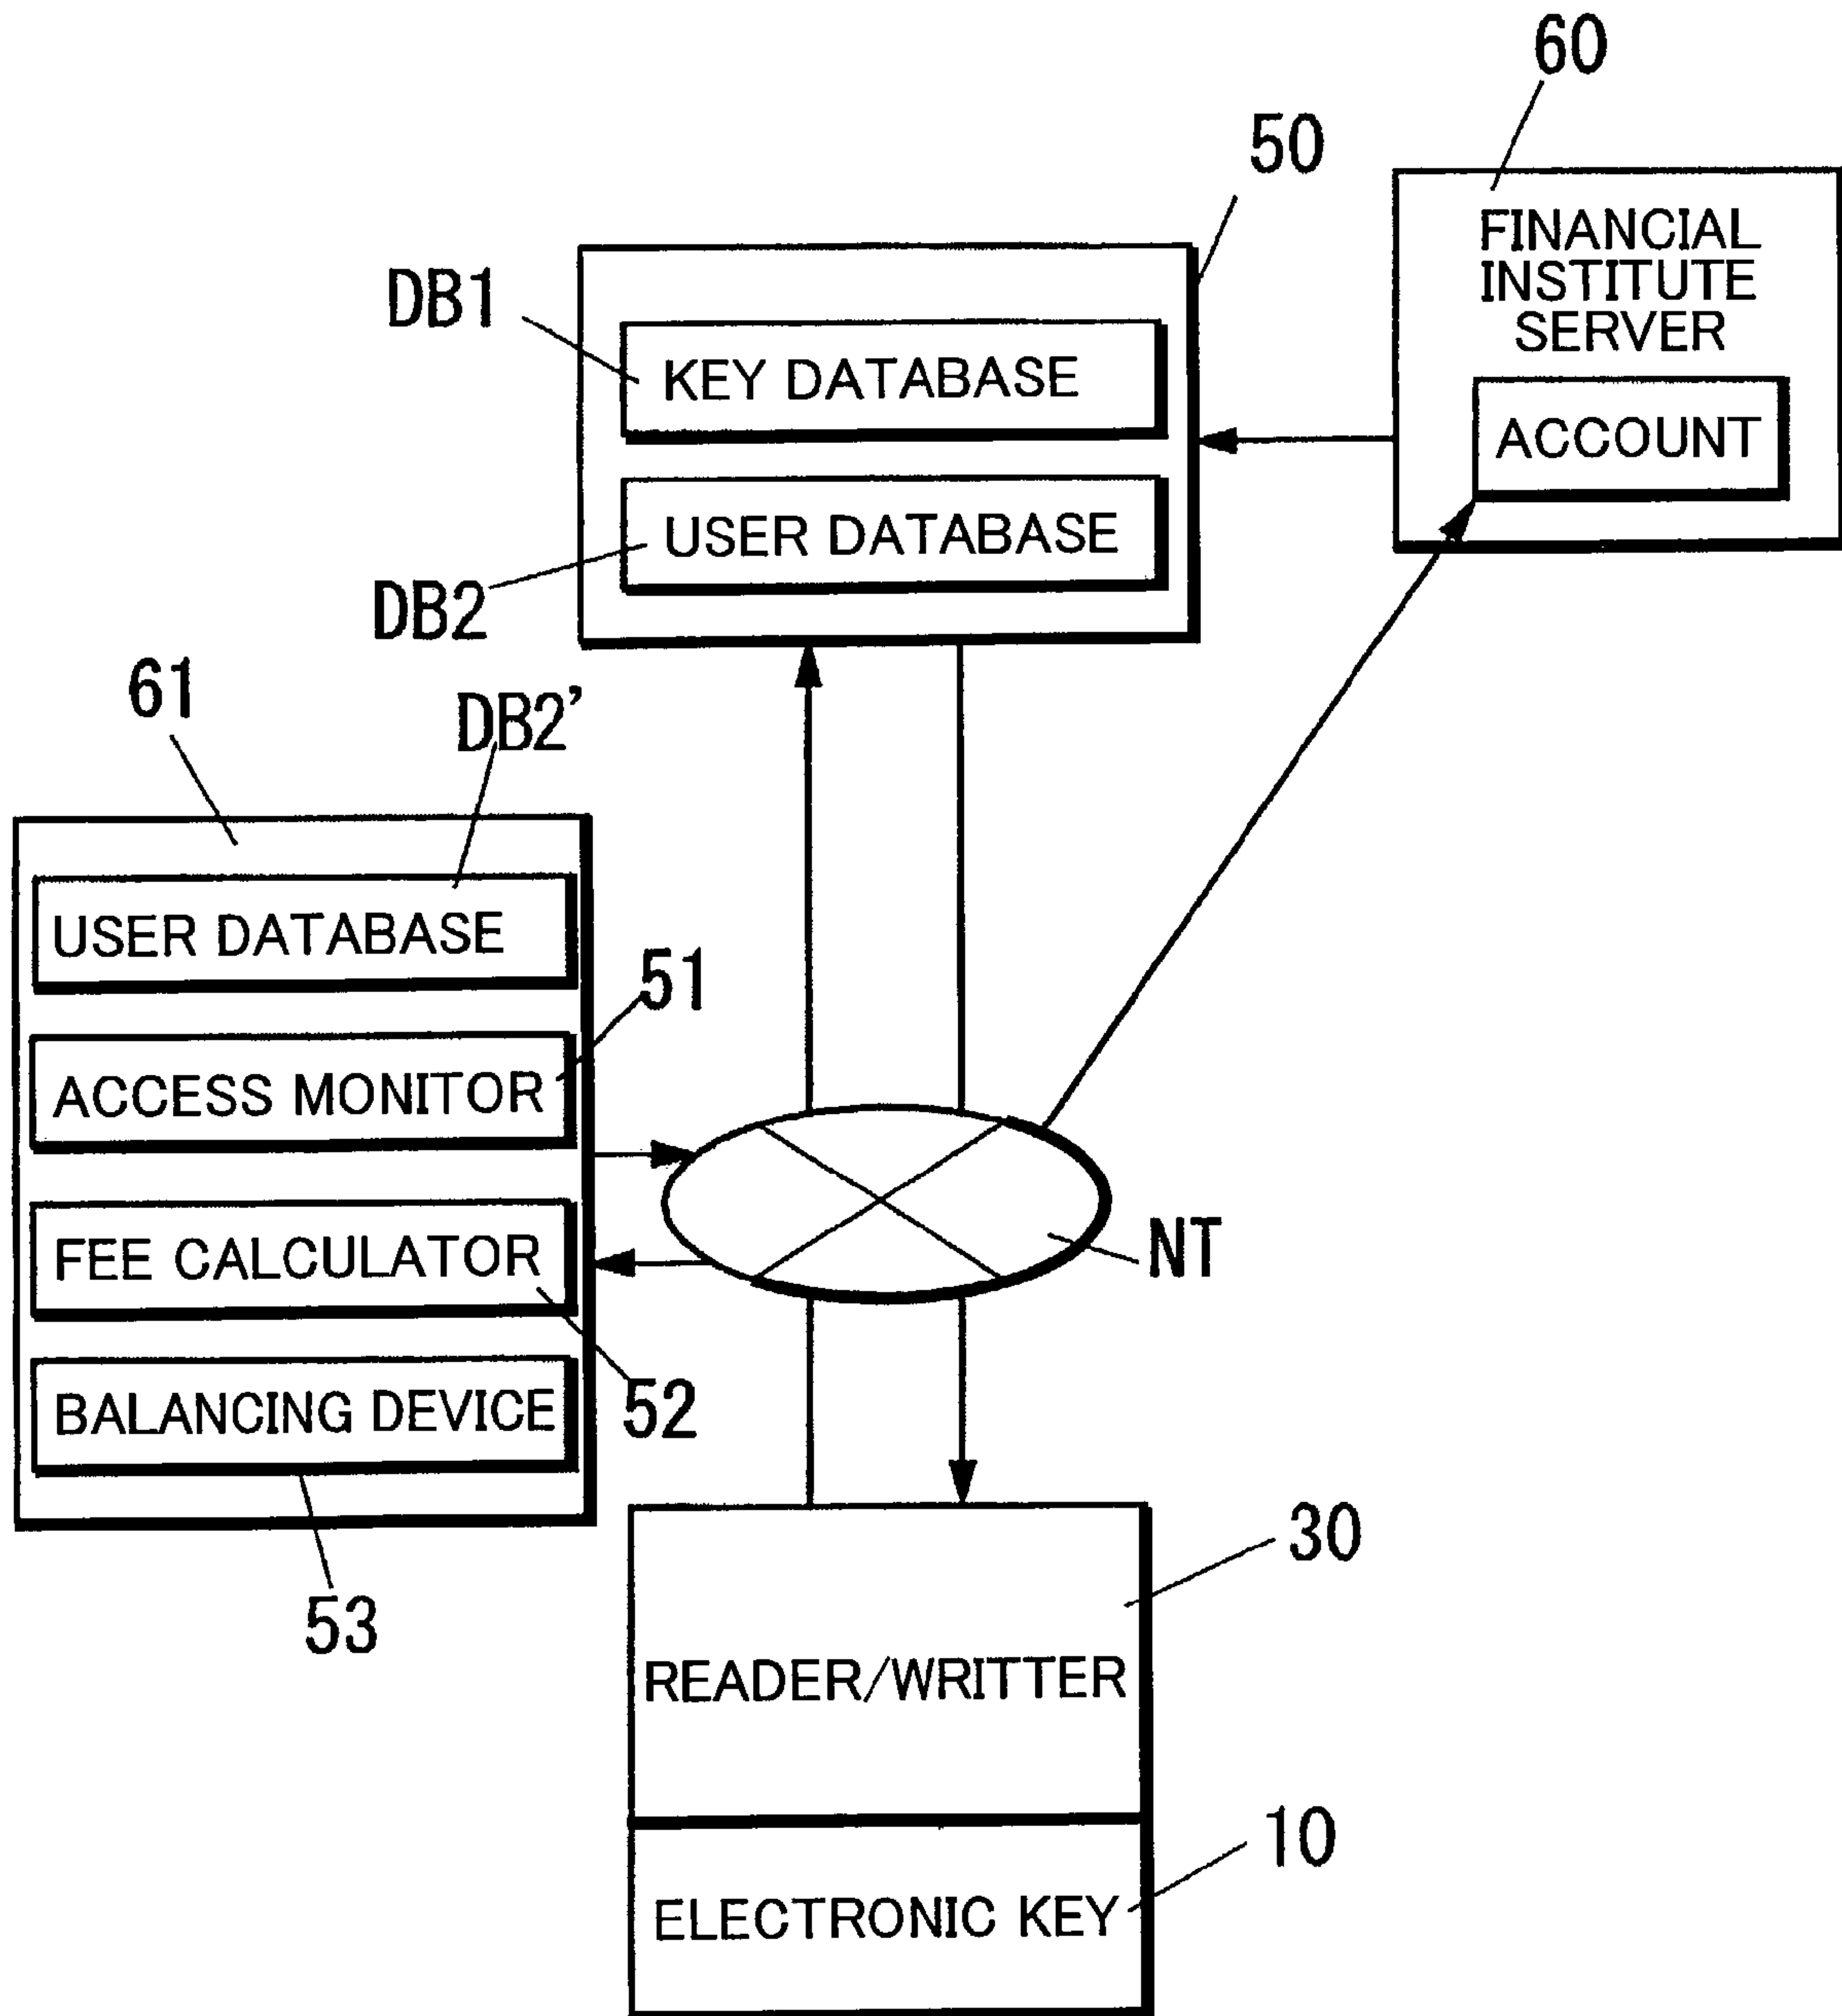 60
50
FINANCIAL
INSTITUTE
SERVER
ACCOUNT
DB1
KEY DATABASE
USER DATABASE
DB2
61
DB2'
USER DATABASE
51
ACCESS MONITOR
FEE CALCULATOR
NT
BALANCING DEVICE
52
53
30
READER/WRITTER
10
ELECTRONIC KEY